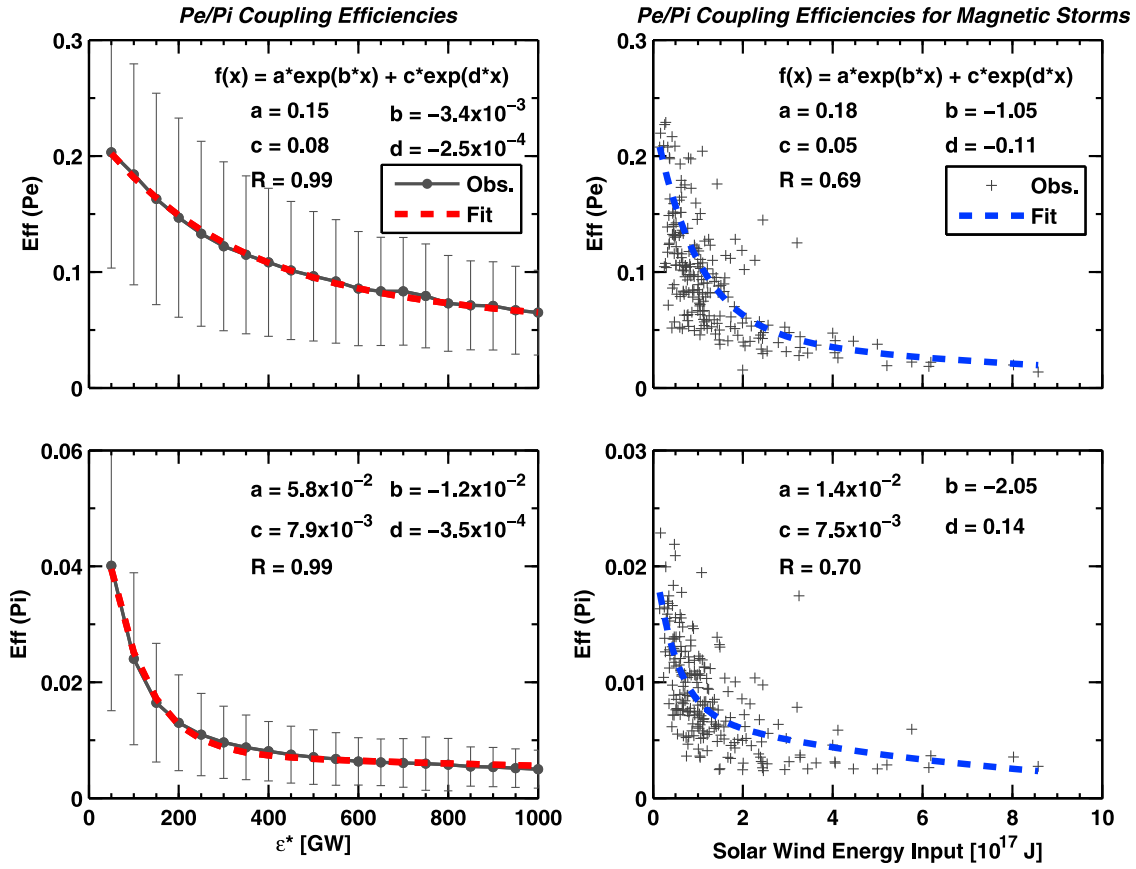 Pe/Pi Coupling Efficiencies
0.3
0.2
0.1
0
Eff (Pe)
f(x) = a*exp(b*x) + c*exp(d*x)
a = 0.15 b = −3.4x10⁻³
c = 0.08 d = −2.5x10⁻⁴
R = 0.99
Obs.
Fit
Pe/Pi Coupling Efficiencies for Magnetic Storms
0.3
0.2
0.1
0
Eff (Pe)
f(x) = a*exp(b*x) + c*exp(d*x)
a = 0.18 b = −1.05
c = 0.05 d = −0.11
R = 0.69
Obs.
Fit
0.06
0.04
0.02
0
Eff (Pi)
a = 5.8x10⁻² b = −1.2x10⁻²
c = 7.9x10⁻³ d = −3.5x10⁻⁴
R = 0.99
0 200 400 600 800 1000
ε* [GW]
0.03
0.02
0.01
0
Eff (Pi)
a = 1.4x10⁻² b = −2.05
c = 7.5x10⁻³ d = 0.14
R = 0.70
0 2 4 6 8 10
Solar Wind Energy Input [10¹⁷ J]